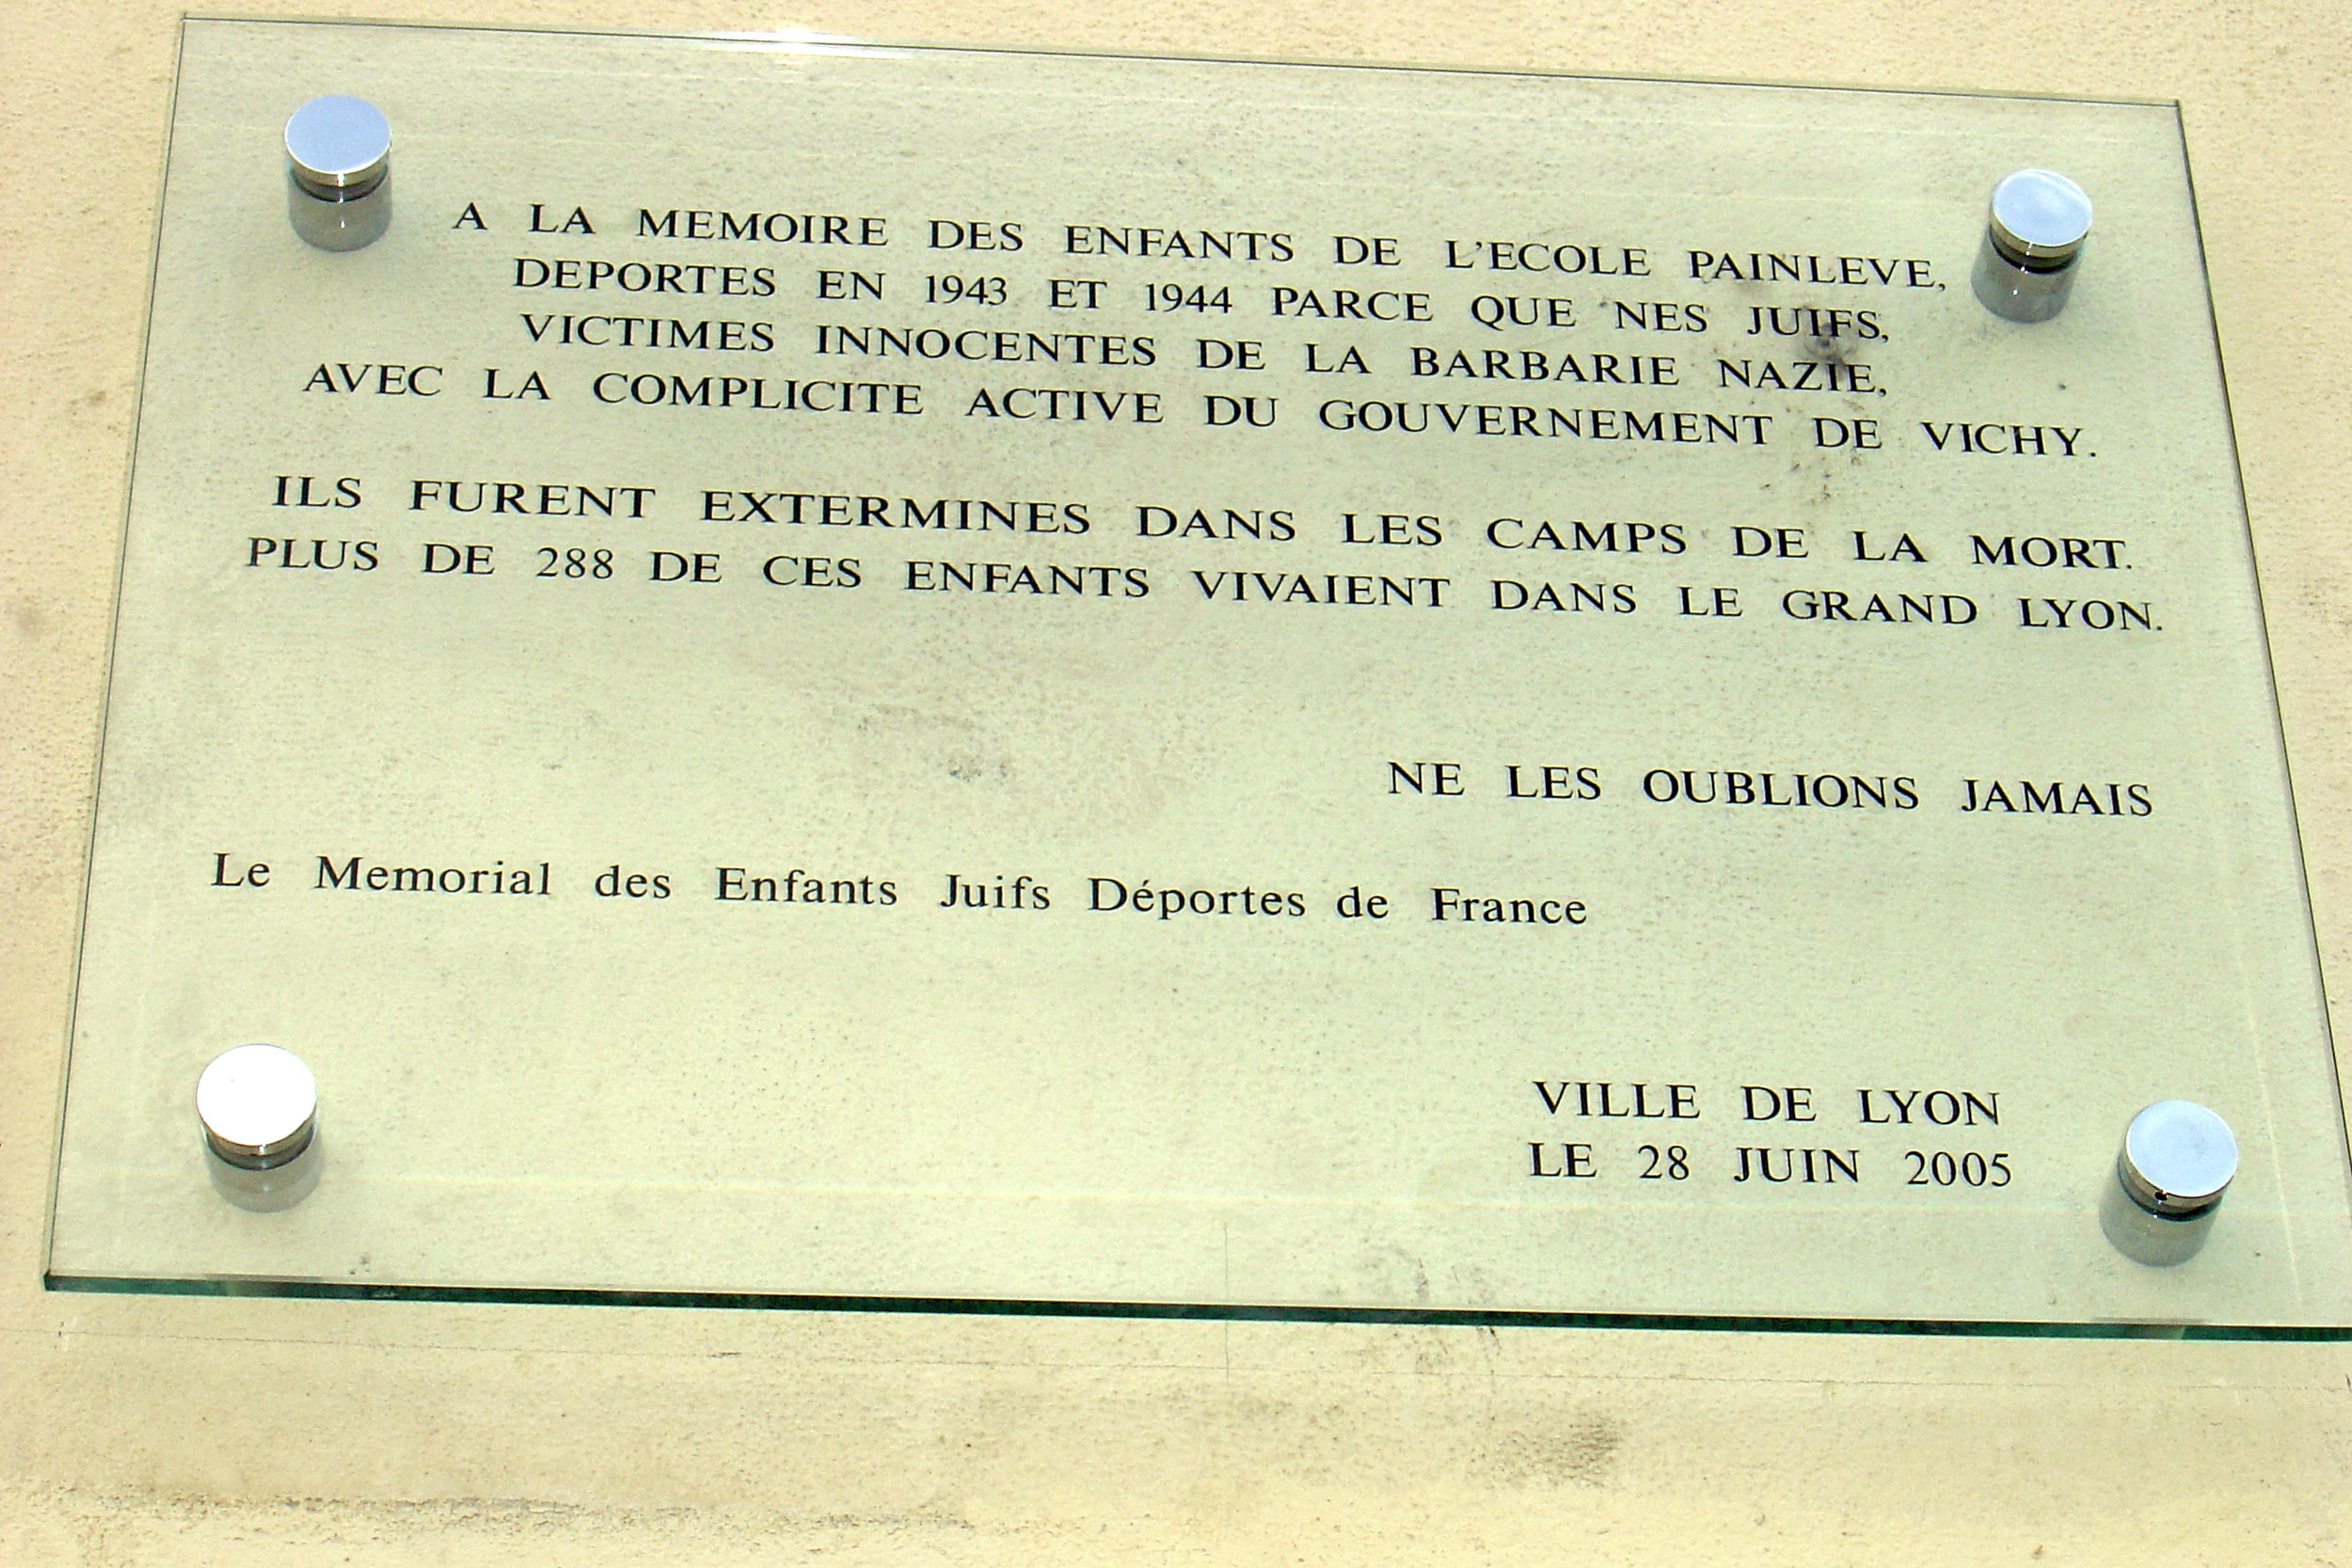 A LA MEMOIRE DES ENFANTS DE L'ECOLE PAINLEVE,
DEPORTES EN 1943 ET 1944 PARCE QUE NES JUIFS,
VICTIMES INNOCENTES DE LA BARBARIE NAZIE,
AVEC LA COMPLICITE ACTIVE DU GOUVERNEMENT DE VICHY.
ILS FURENT EXTERMINES DANS LES CAMPS DE LA MORT.
PLUS DE 288 DE CES ENFANTS VIVAIENT DANS LE GRAND LYON.
NE LES OUBLIONS JAMAIS
Le Memorial des Enfants Juifs Déportes de France
VILLE DE LYON
LE 28 JUIN 2005